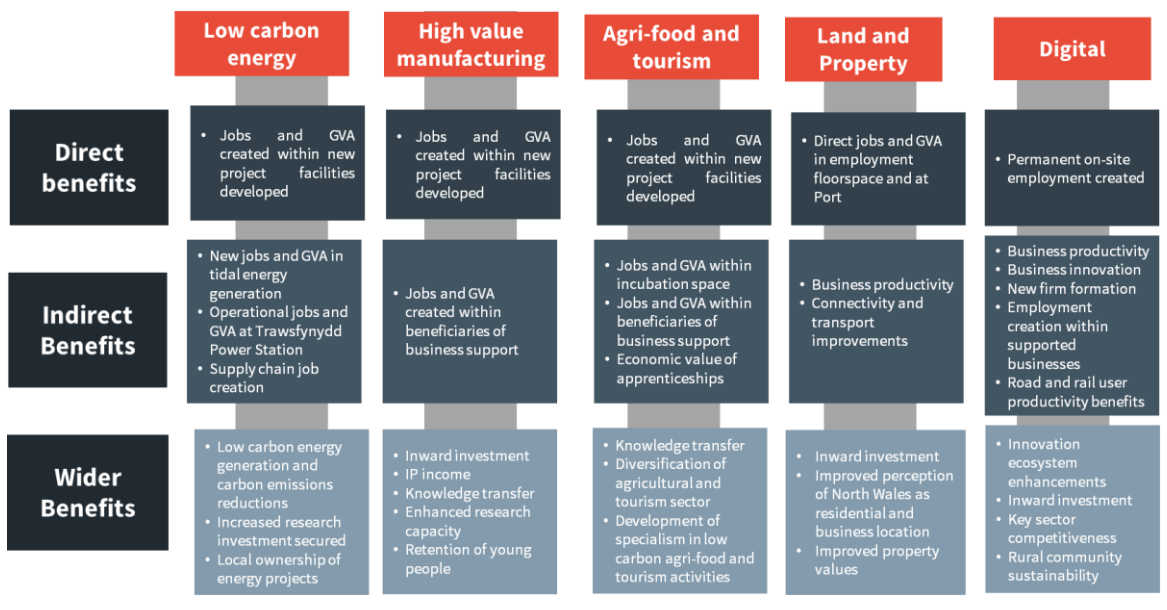 Low carbon
energy
High value
manufacturing
Agri-food and
tourism
Land and
Property
Digital
Direct
benefits
• Jobs and GVA
created within new
project facilities
developed
• Jobs and GVA
created within new
project facilities
developed
• Jobs and GVA
created within new
project facilities
developed
• Direct jobs and GVA
in employment
floorspace and at
Port
• Permanent on-site
employment created
Indirect
Benefits
• New jobs and GVA in
tidal energy
generation
• Operational jobs and
GVA at Trawsfynydd
Power Station
• Supply chain job
creation
• Jobs and GVA
created within
beneficiaries of
business support
• Jobs and GVA within
incubation space
• Jobs and GVA within
beneficiaries of
business support
• Economic value of
apprenticeships
• Business productivity
• Connectivity and
transport
improvements
• Business productivity
• Business innovation
• New firm formation
• Employment
creation within
supported
businesses
• Road and rail user
productivity benefits
Wider
Benefits
• Low carbon energy
generation and
carbon emissions
reductions
• Increased research
investment secured
• Local ownership of
energy projects
• Inward investment
• IP income
• Knowledge transfer
• Enhanced research
capacity
• Retention of young
people
• Knowledge transfer
• Diversification of
agricultural and
tourism sector
• Development of
specialism in low
carbon agri-food and
tourism activities
• Inward investment
• Improved perception
of North Wales as
residential and
business location
• Improved property
values
• Innovation
ecosystem
enhancements
• Inward investment
• Key sector
competitiveness
• Rural community
sustainability